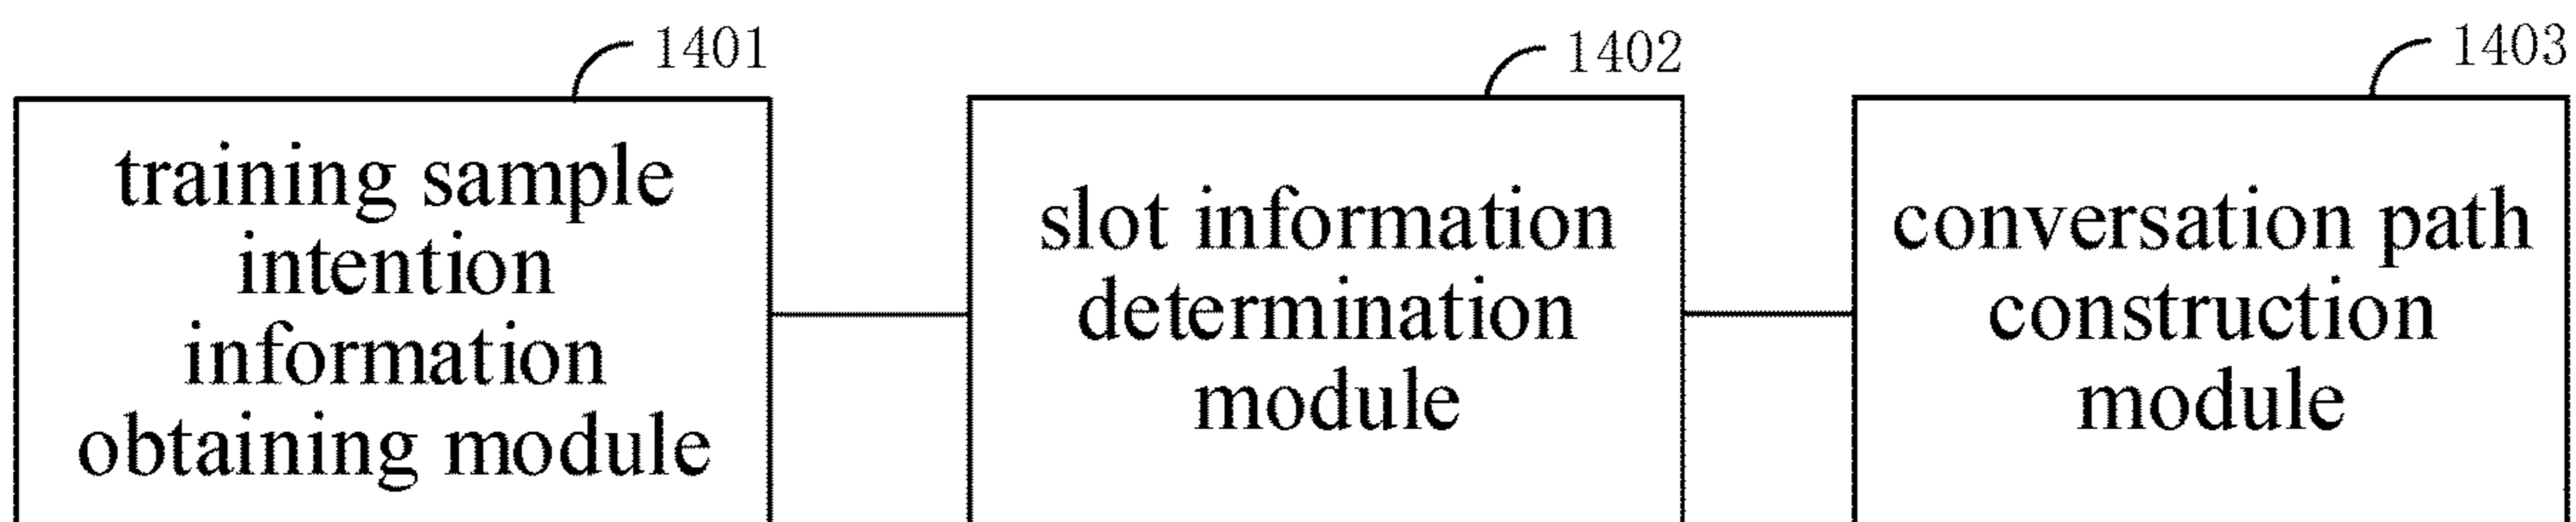 1401
training sample
intention
information
obtaining module
1402
slot information
determination
module
1403
conversation path
construction
module